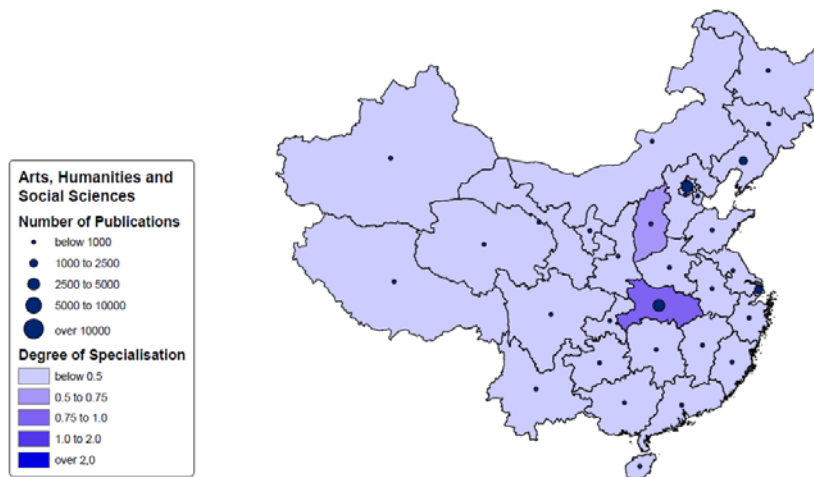 Arts, Humanities and
Social Sciences
Number of Publications
below 1000
1000 to 2500
2500 to 5000
5000 to 10000
over 10000
Degree of Specialisation
below 0.5
0.5 to 0.75
0.75 to 1.0
1.0 to 2.0
over 2,0